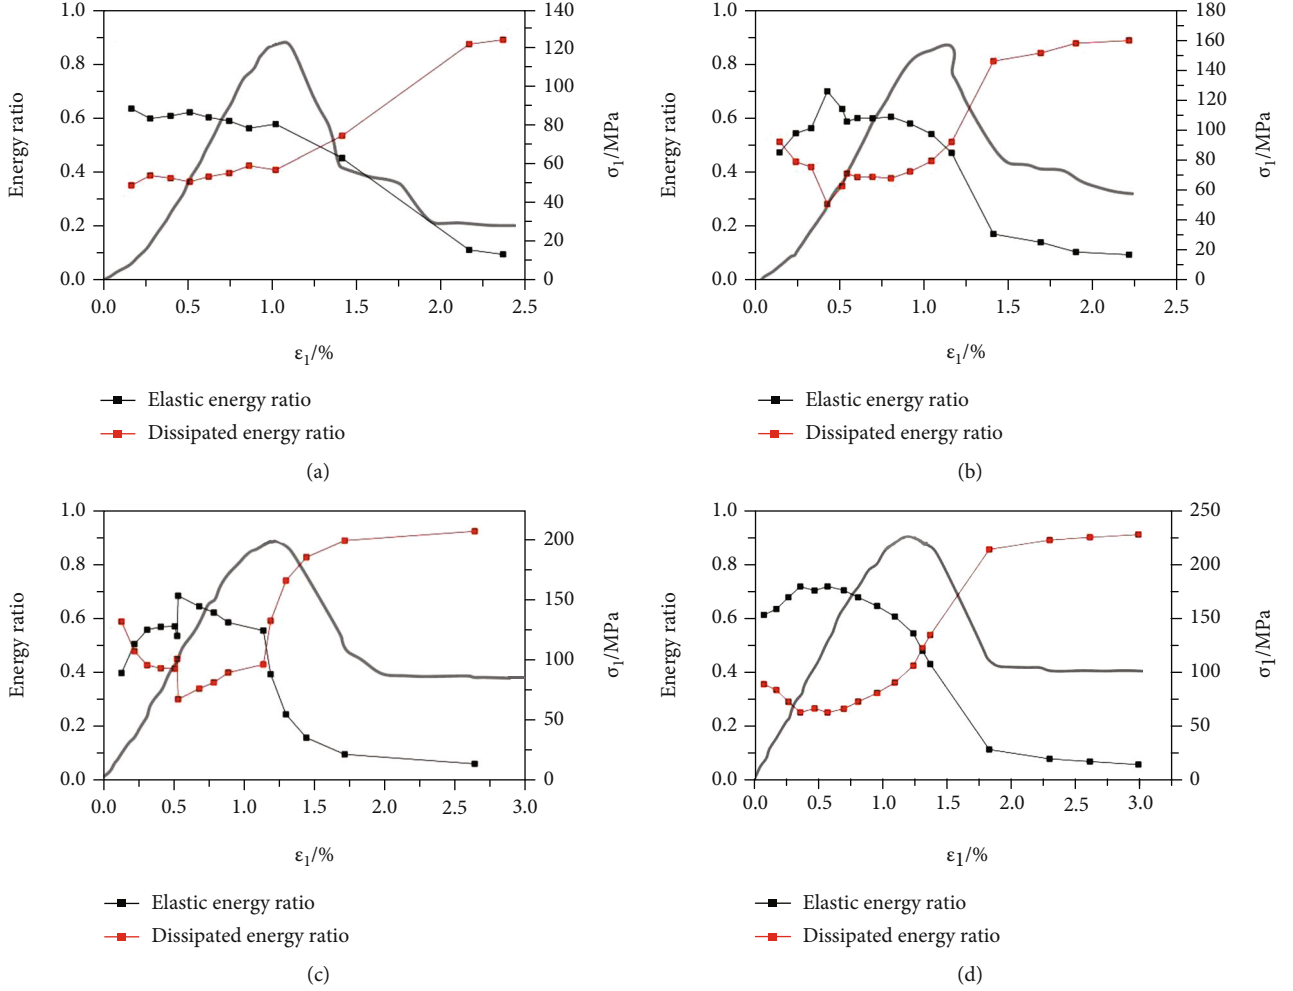 1.0
0.8
0.6
0.4
0.2
0.0
Energy ratio
140
120
100
80
60
40
20
0
σ1/MPa
0.0 0.5 1.0 1.5 2.0 2.5
ε1/%
Elastic energy ratio
Dissipated energy ratio
(a)
1.0
0.8
0.6
0.4
0.2
0.0
Energy ratio
180
160
140
120
100
80
60
40
20
0
σ1/MPa
0.0 0.5 1.0 1.5 2.0 2.5
ε1/%
Elastic energy ratio
Dissipated energy ratio
(b)
1.0
0.8
0.6
0.4
0.2
0.0
Energy ratio
200
150
100
50
0
σ1/MPa
0.0 0.5 1.0 1.5 2.0 2.5 3.0
ε1/%
Elastic energy ratio
Dissipated energy ratio
(c)
1.0
0.8
0.6
0.4
0.2
0.0
Energy ratio
250
200
150
100
50
0
σ1/MPa
0.0 0.5 1.0 1.5 2.0 2.5 3.0
ε1/%
Elastic energy ratio
Dissipated energy ratio
(d)